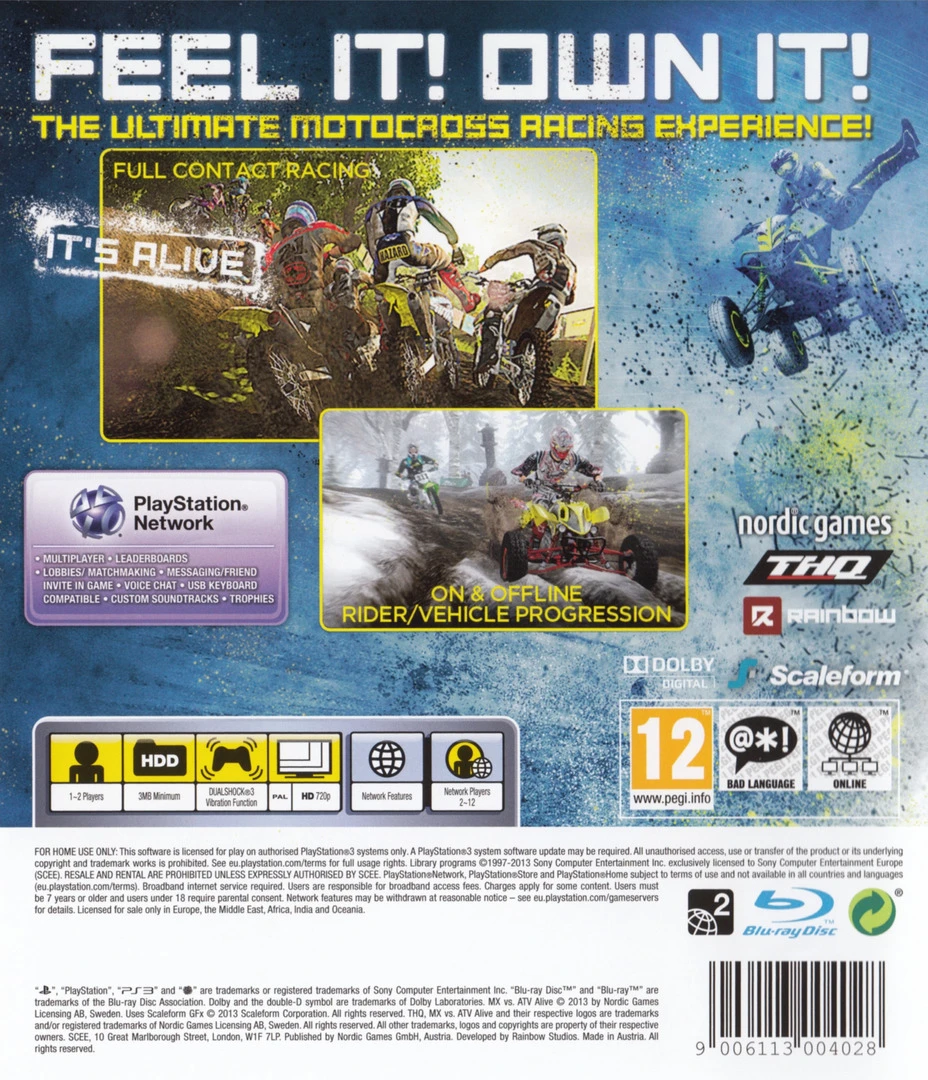 FEEL IT! OWN IT!
THE ULTIMATE MOTOCROSS RACING EXPERIENCE!
FULL CONTACT RACING
IT'S ALIVE
HAZARD
PlayStation®
Network
• MULTIPLAYER • LEADERBOARDS
• LOBBIES/ MATCHMAKING • MESSAGING/FRIEND
INVITE IN GAME • VOICE CHAT • USB KEYBOARD
COMPATIBLE • CUSTOM SOUNDTRACKS • TROPHIES
ON & OFFLINE
RIDER/VEHICLE PROGRESSION
nordic games
THQ
RAINBOW
DOLBY
DIGITAL
Scaleform
HDD
1-2 Players
3MB Minimum
DUALSHOCK®3
Vibration Function
PAL
HD 720p
Network Features
Network Players
2-12
12
www.pegi.info
@*!
BAD LANGUAGE
ONLINE
FOR HOME USE ONLY: This software is licensed for play on authorised PlayStation®3 systems only. A PlayStation®3 system software update may be required. All unauthorised access, use or transfer of the product or its underlying
copyright and trademark works is prohibited. See eu.playstation.com/terms for full usage rights. Library programs ©1997-2013 Sony Computer Entertainment Inc. exclusively licensed to Sony Computer Entertainment Europe
(SCEE). RESALE AND RENTAL ARE PROHIBITED UNLESS EXPRESSLY AUTHORISED BY SCEE. PlayStation®Network, PlayStation®Store and PlayStation®Home subject to terms of use and not available in all countries and languages
(eu.playstation.com/terms). Broadband internet service required. Users are responsible for broadband access fees. Charges apply for some content. Users must
be 7 years or older and users under 18 require parental consent. Network features may be withdrawn at reasonable notice – see eu.playstation.com/gameservers
for details. Licensed for sale only in Europe, the Middle East, Africa, India and Oceania.
2
Blu-ray Disc™
®
"PS", "PlayStation", "PS3" and " " are trademarks or registered trademarks of Sony Computer Entertainment Inc. "Blu-ray Disc™" and "Blu-ray™" are
trademarks of the Blu-ray Disc Association. Dolby and the double-D symbol are trademarks of Dolby Laboratories. MX vs. ATV Alive © 2013 by Nordic Games
Licensing AB, Sweden. Uses Scaleform GFx © 2013 Scaleform Corporation. All rights reserved. THQ, MX vs. ATV Alive and their respective logos are trademarks
and/or registered trademarks of Nordic Games Licensing AB, Sweden. All rights reserved. All other trademarks, logos and copyrights are property of their respective
owners. SCEE, 10 Great Marlborough Street, London, W1F 7LP. Published by Nordic Games GmbH, Austria. Developed by Rainbow Studios. Made in Austria. All
rights reserved.
9 006113 004028